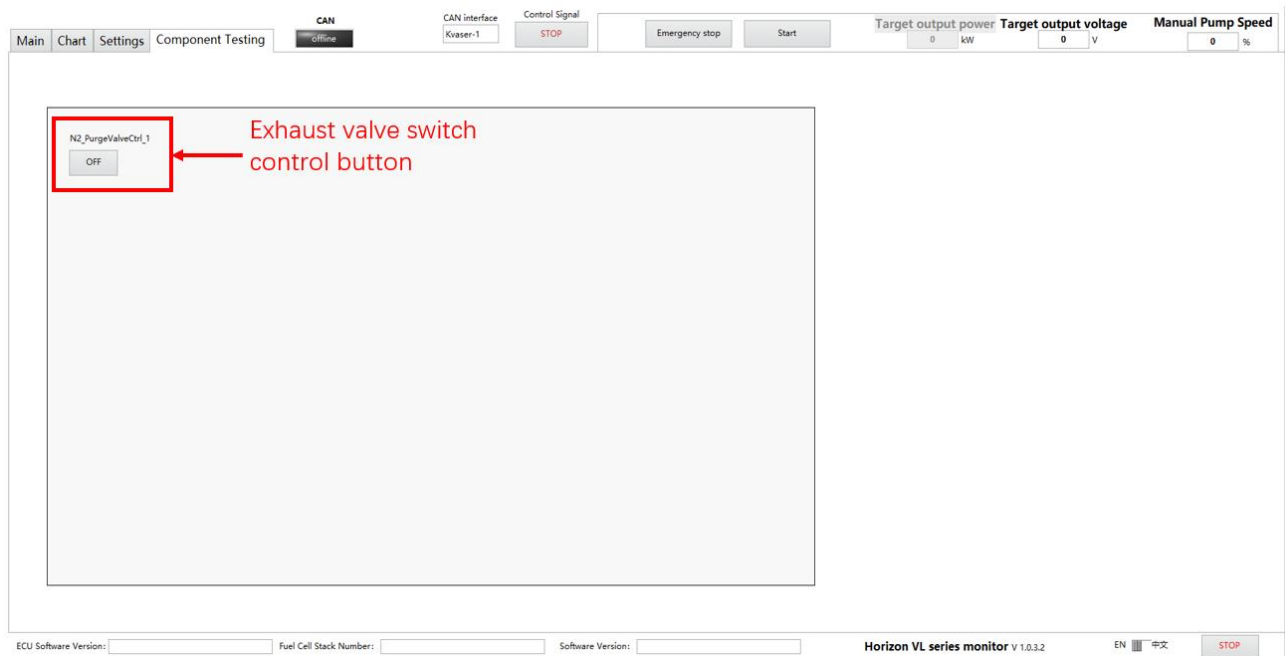 Main Chart Settings Component Testing
CAN
offline
CAN interface
Kvaser-1
Control Signal
STOP
Emergency stop
Start
Target output power
0 kW
Target output voltage
0 V
Manual Pump Speed
0 %
N2_PurgeValveCtrl_1
OFF
Exhaust valve switch
control button
ECU Software Version:
Fuel Cell Stack Number:
Software Version:
Horizon VL series monitor V 1.0.3.2
EN 中文
STOP